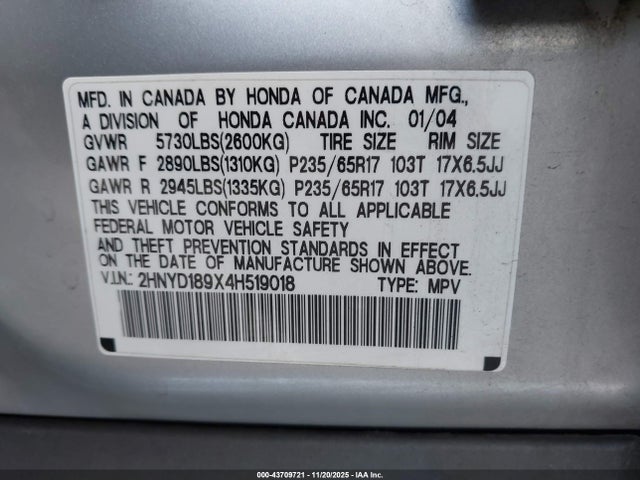 MFD. IN CANADA BY HONDA OF CANADA MFG.,
A DIVISION OF HONDA CANADA INC. 01/04
GVWR 5730LBS(2600KG) TIRE SIZE RIM SIZE
GAWR F 2890LBS(1310KG) P235/65R17 103T 17X6.5JJ
GAWR R 2945LBS(1335KG) P235/65R17 103T 17X6.5JJ
THIS VEHICLE CONFORMS TO ALL APPLICABLE
FEDERAL MOTOR VEHICLE SAFETY
AND THEFT PREVENTION STANDARDS IN EFFECT
ON THE DATE OF MANUFACTURE SHOWN ABOVE.
V.I.N.: 2HNYD189X4H519018 TYPE: MPV
000-43709721 - 11/20/2025 - IAA Inc.